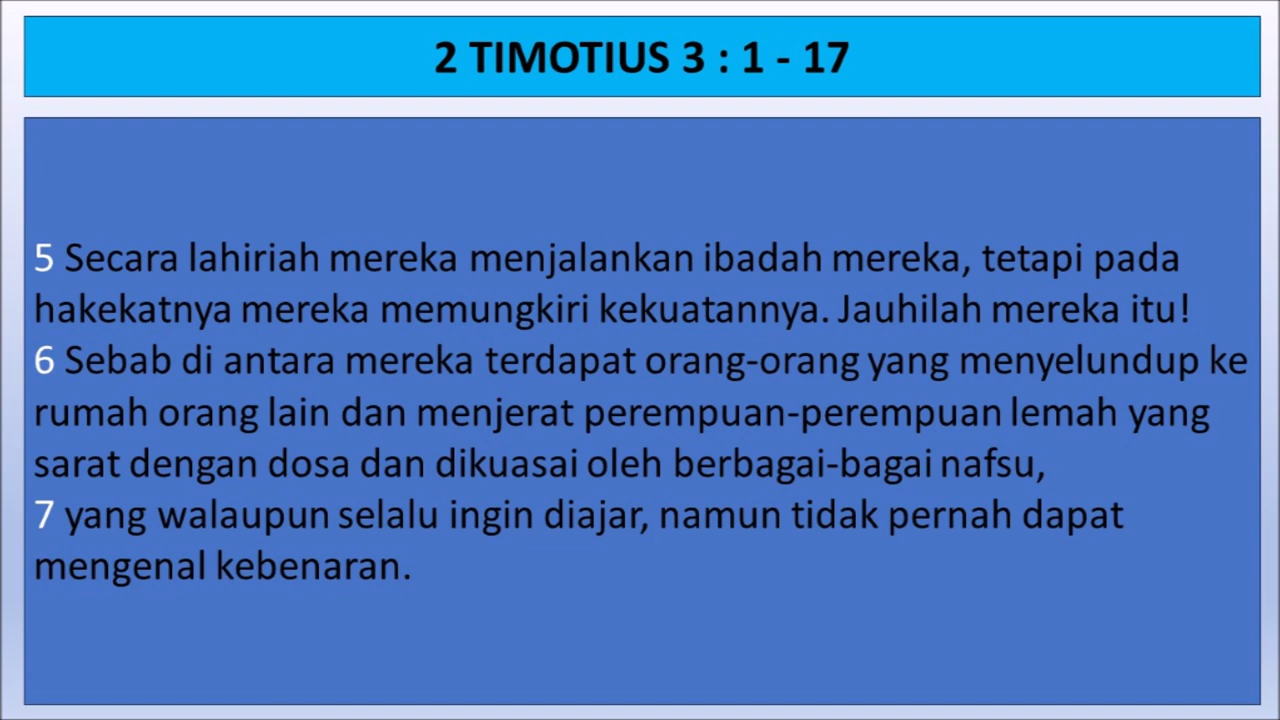 2 TIMOTIUS 3 : 1 - 17
5 Secara lahiriah mereka menjalankan ibadah mereka, tetapi pada
hakekatnya mereka memungkiri kekuatannya. Jauhilah mereka itu!
6 Sebab di antara mereka terdapat orang-orang yang menyelundup ke
rumah orang lain dan menjerat perempuan-perempuan lemah yang
sarat dengan dosa dan dikuasai oleh berbagai-bagai nafsu,
7 yang walaupun selalu ingin diajar, namun tidak pernah dapat
mengenal kebenaran.